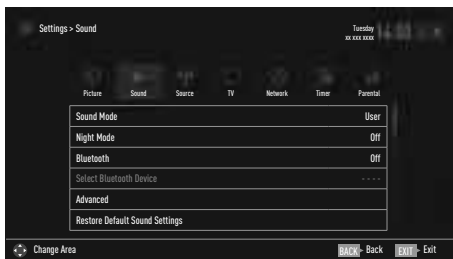 Settings > Sound
Tuesday
xx xxx xxxx
Picture Sound Source TV Network Timer Parental
Sound Mode User
Night Mode Off
Bluetooth Off
Select Bluetooth Device - - - -
Advanced
Restore Default Sound Settings
Change Area BACK - Back EXIT - Exit